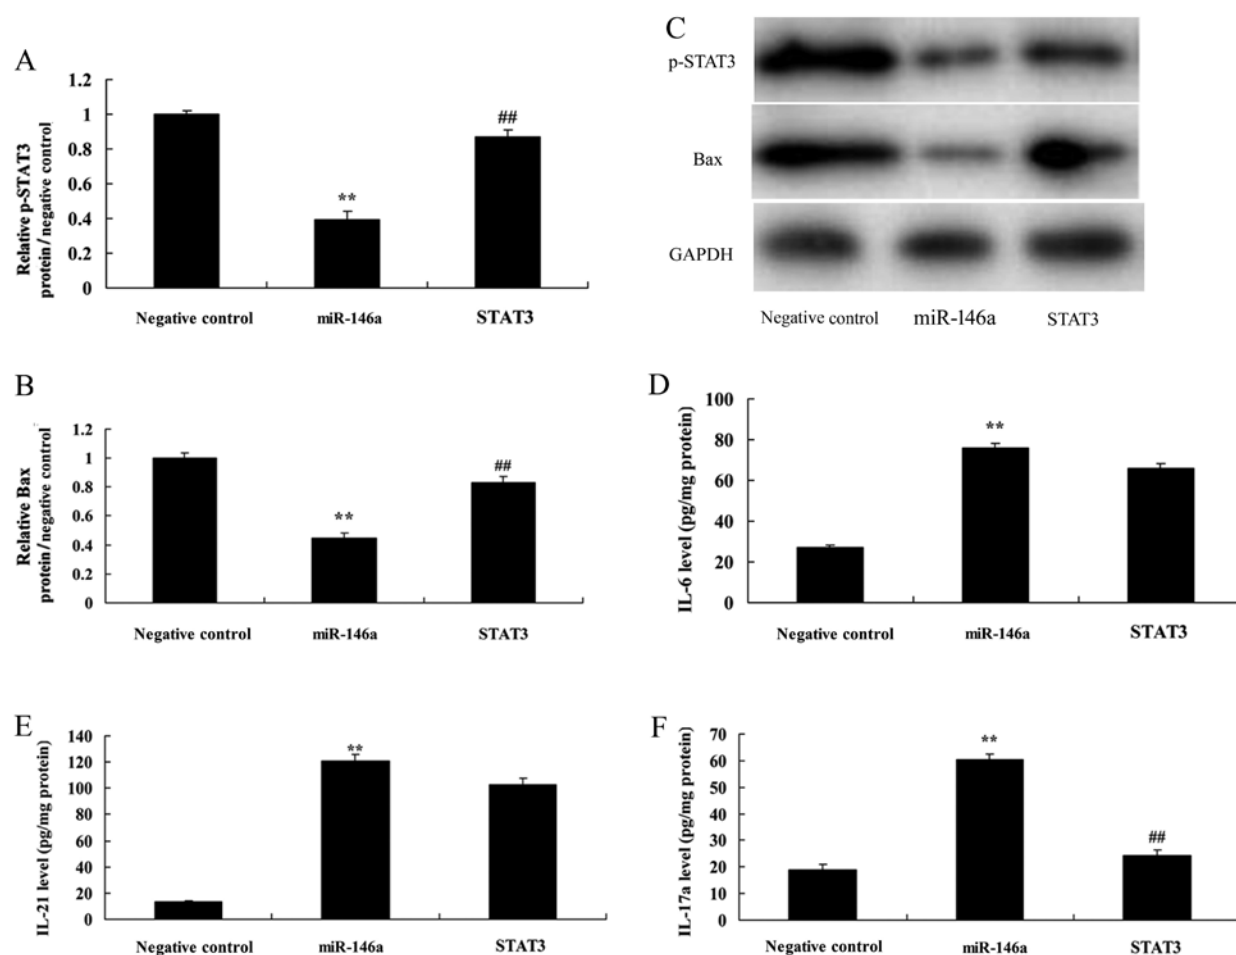 A
Relative p-STAT3
protein / negative control
1.2
1
0.8
0.6
0.4
0.2
0
**
##
Negative control miR-146a STAT3
C
p-STAT3
Bax
GAPDH
Negative control miR-146a STAT3
B
Relative Bax
protein / negative control
1.2
1
0.8
0.6
0.4
0.2
0
**
##
Negative control miR-146a STAT3
D
IL-6 level (pg/mg protein)
100
80
60
40
20
0
**
Negative control miR-146a STAT3
E
IL-21 level (pg/mg protein)
140
120
100
80
60
40
20
0
**
Negative control miR-146a STAT3
F
IL-17a level (pg/mg protein)
70
60
50
40
30
20
10
0
**
##
Negative control miR-146a STAT3